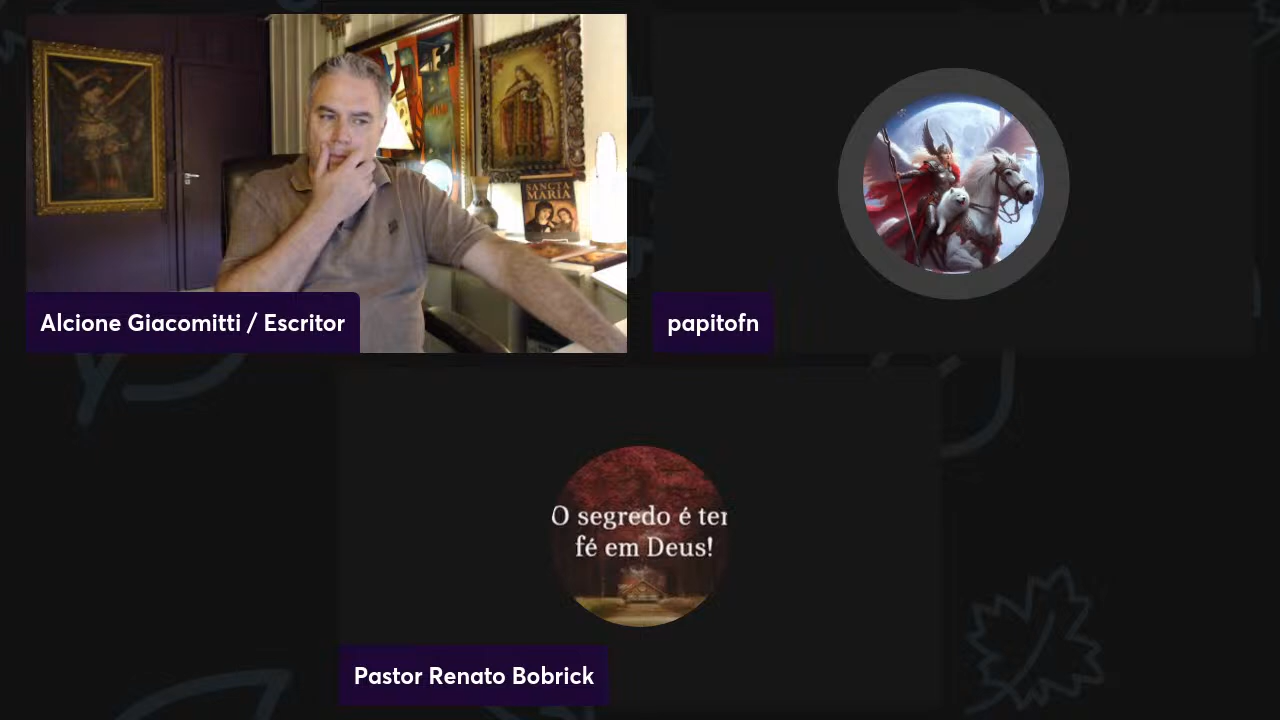 SANCTA
MARIA
Alcione Giacomitti / Escritor
papitofn
O segredo é ter
fé em Deus!
Pastor Renato Bobrick